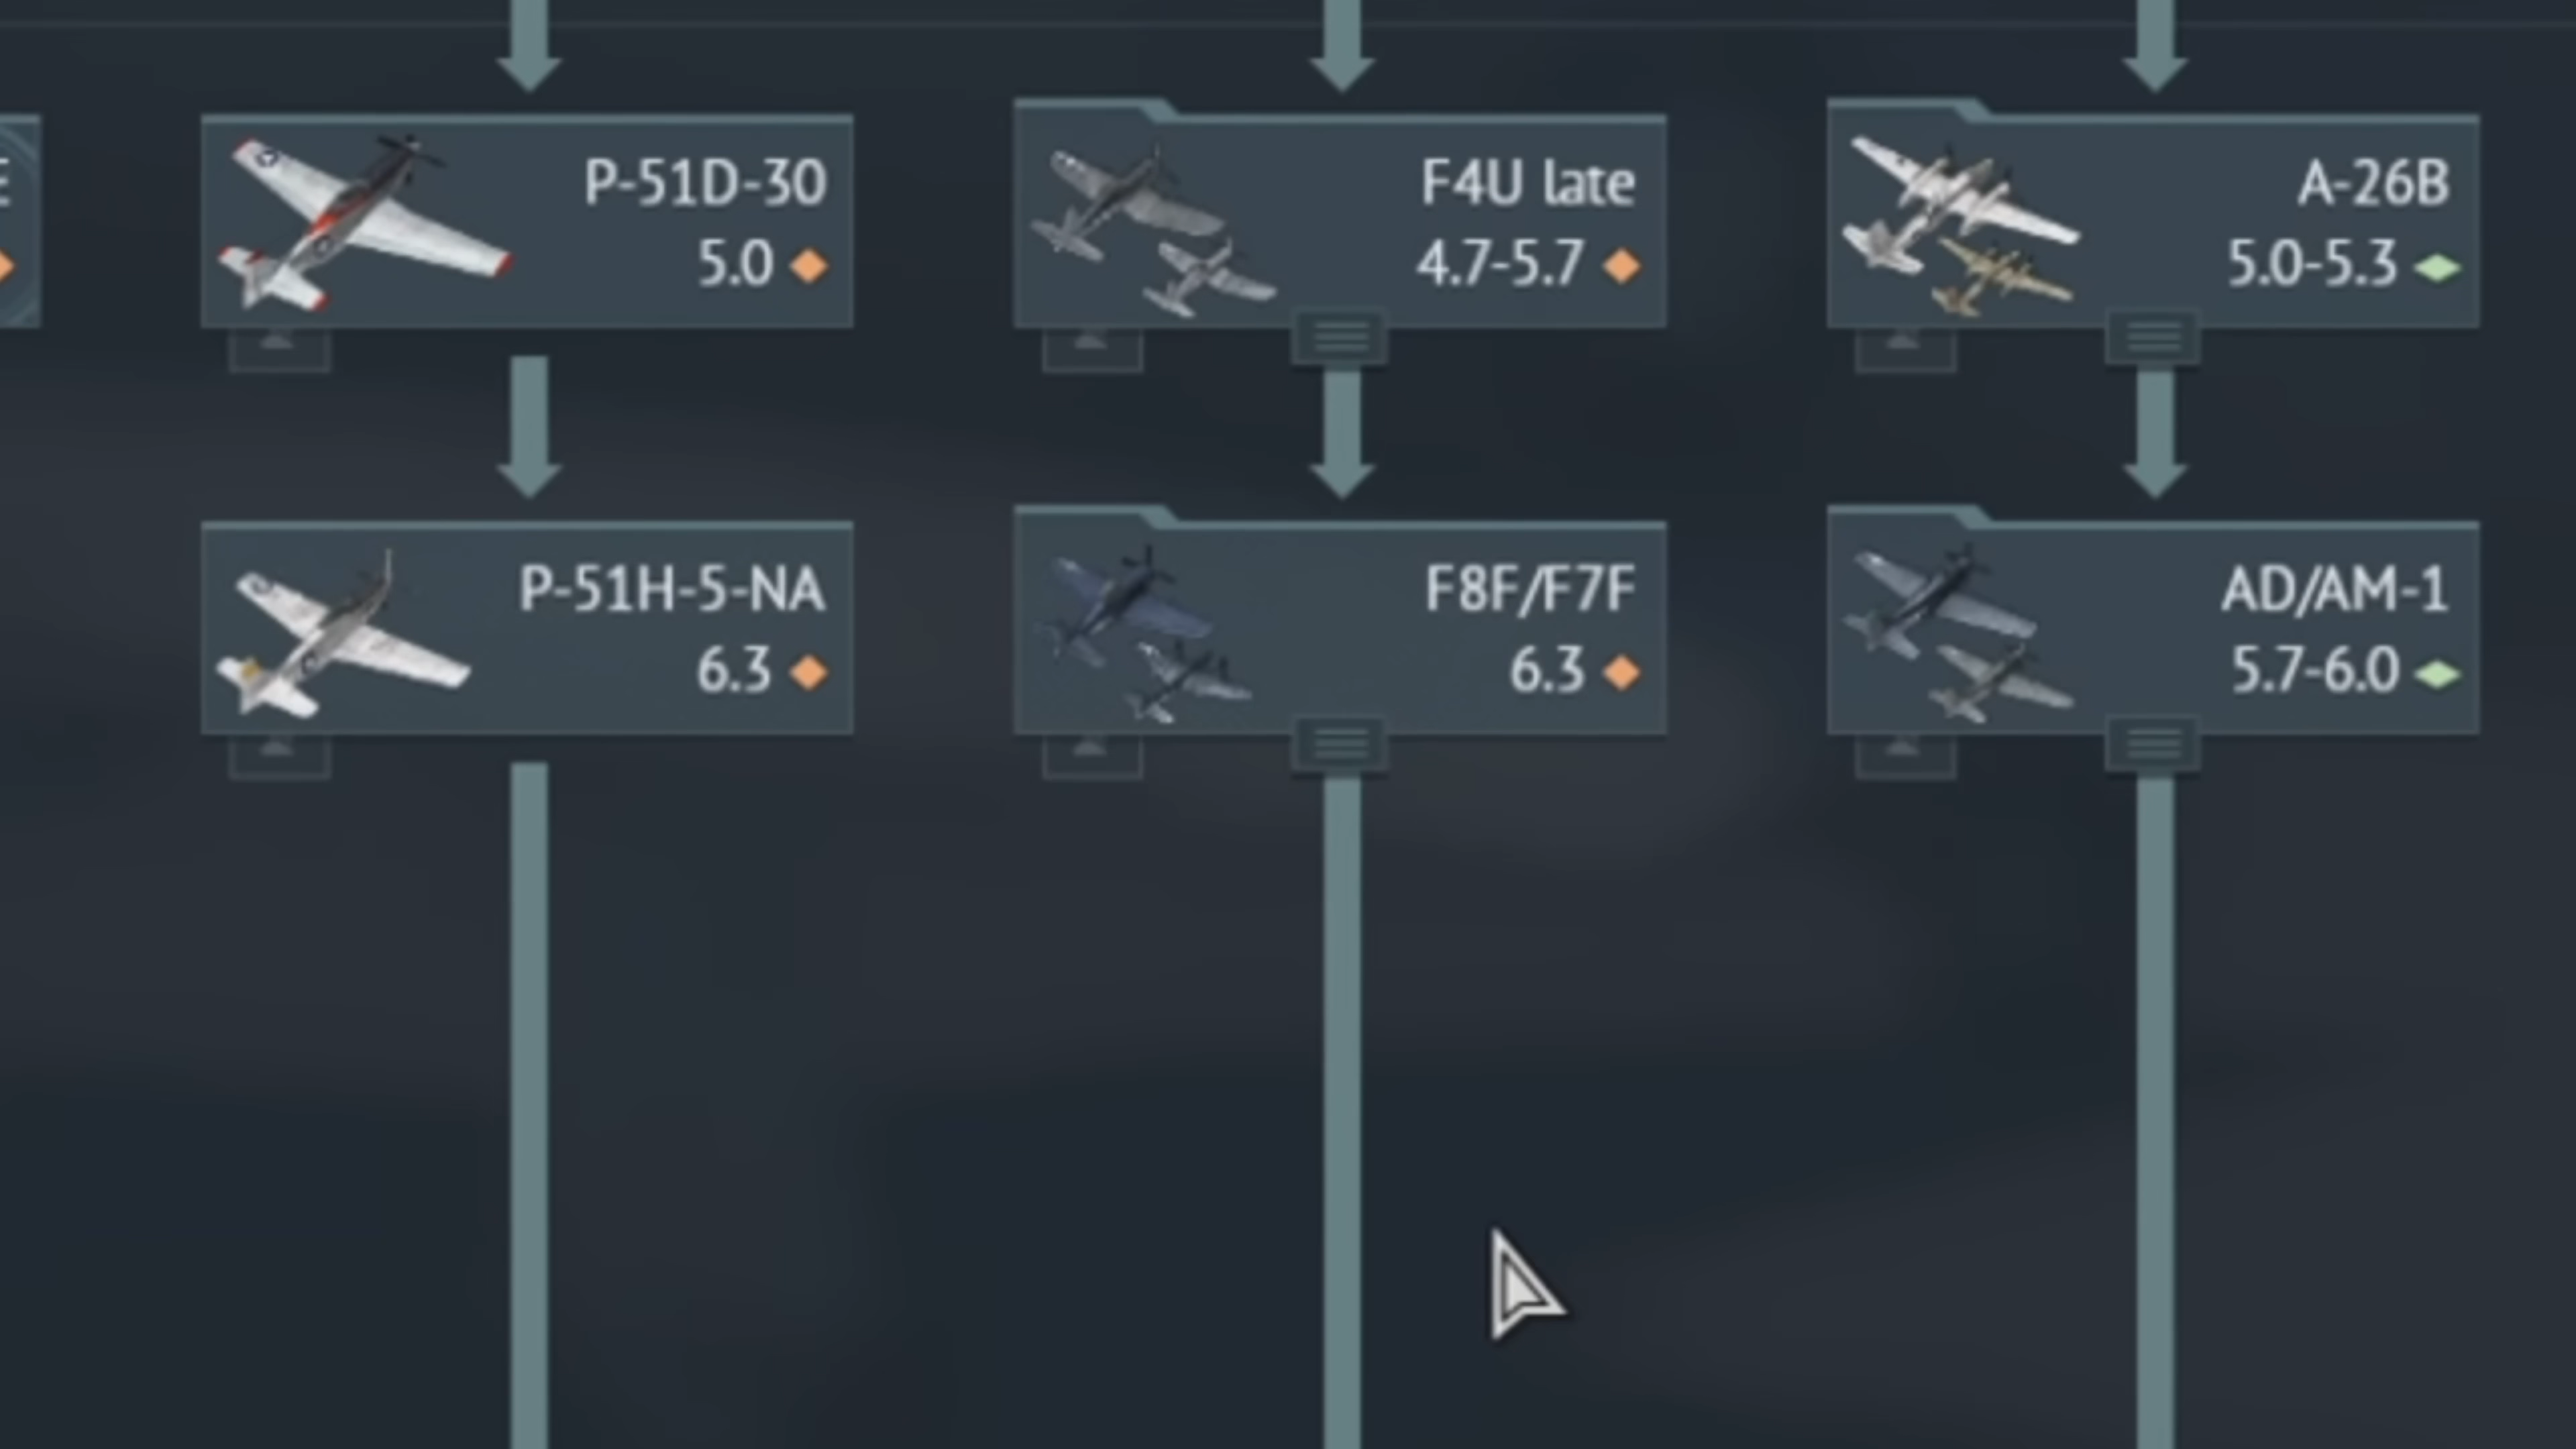 P-51D-30
5.0
F4U late
4.7-5.7
A-26B
5.0-5.3
P-51H-5-NA
6.3
F8F/F7F
6.3
AD/AM-1
5.7-6.0